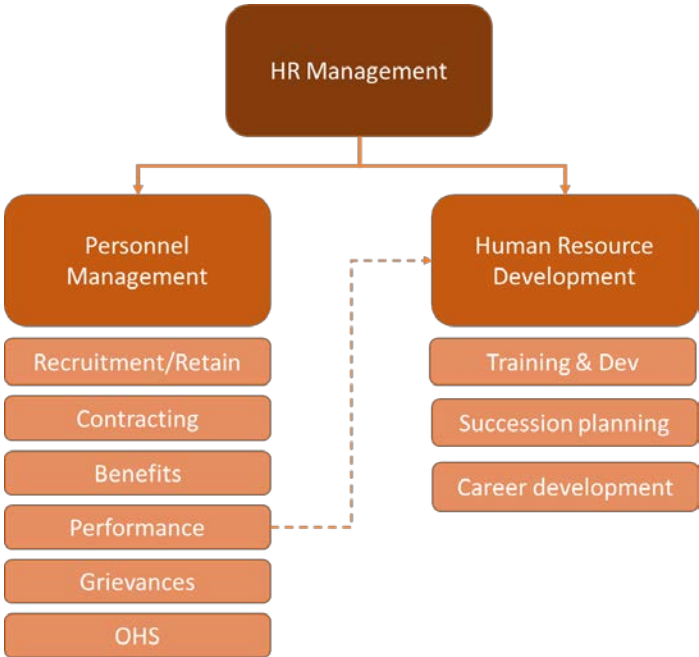 HR Management
Personnel
Management
Human Resource
Development
Recruitment/Retain
Contracting
Benefits
Performance
Grievances
OHS
Training & Dev
Succession planning
Career development